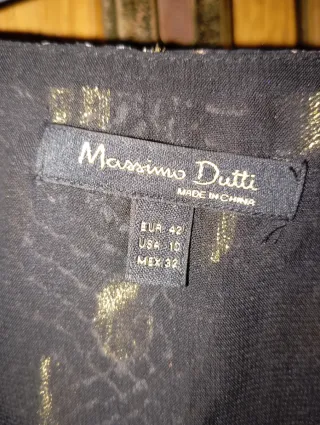 Massimo Dutti
MADE IN CHINA
EUR 42
USA 10
MEX 32